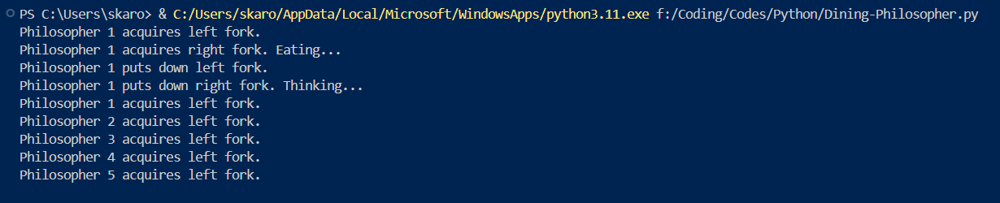 PS C:\Users\skaro> & C:/Users/skaro/AppData/Local/Microsoft/WindowsApps/python3.11.exe f:/Coding/Codes/Python/Dining-Philosopher.py
Philosopher 1 acquires left fork.
Philosopher 1 acquires right fork. Eating...
Philosopher 1 puts down left fork.
Philosopher 1 puts down right fork. Thinking...
Philosopher 1 acquires left fork.
Philosopher 2 acquires left fork.
Philosopher 3 acquires left fork.
Philosopher 4 acquires left fork.
Philosopher 5 acquires left fork.